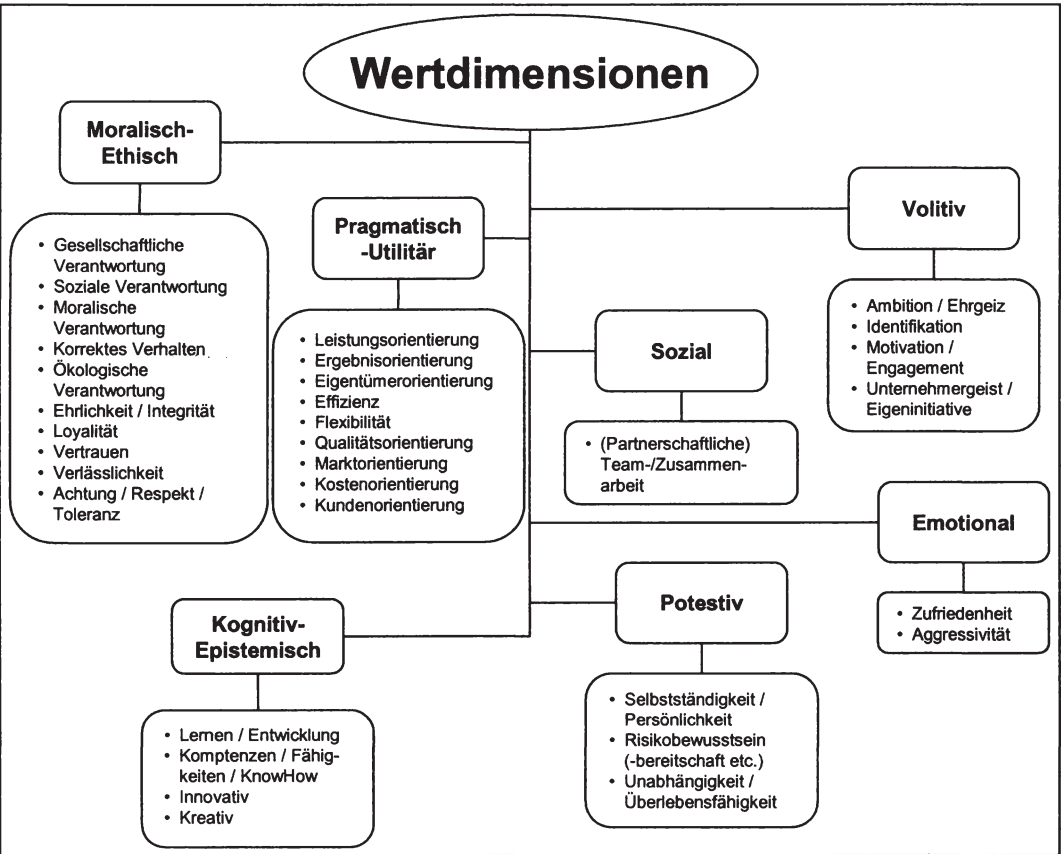 Wertdimensionen
Moralisch-
Ethisch
• Gesellschaftliche
Verantwortung
• Soziale Verantwortung
• Moralische
Verantwortung
• Korrektes Verhalten
• Ökologische
Verantwortung
• Ehrlichkeit / Integrität
• Loyalität
• Vertrauen
• Verlässlichkeit
• Achtung / Respekt /
Toleranz
Pragmatisch
-Utilitär
• Leistungsorientierung
• Ergebnisorientierung
• Eigentümerorientierung
• Effizienz
• Flexibilität
• Qualitätsorientierung
• Marktorientierung
• Kostenorientierung
• Kundenorientierung
Volitiv
• Ambition / Ehrgeiz
• Identifikation
• Motivation /
Engagement
• Unternehmergeist /
Eigeninitiative
Sozial
• (Partnerschaftliche)
Team-/Zusammen-
arbeit
Emotional
• Zufriedenheit
• Aggressivität
Potestiv
• Selbstständigkeit /
Persönlichkeit
• Risikobewusstsein
(-bereitschaft etc.)
• Unabhängigkeit /
Überlebensfähigkeit
Kognitiv-
Epistemisch
• Lernen / Entwicklung
• Komptenzen / Fähig-
keiten / KnowHow
• Innovativ
• Kreativ